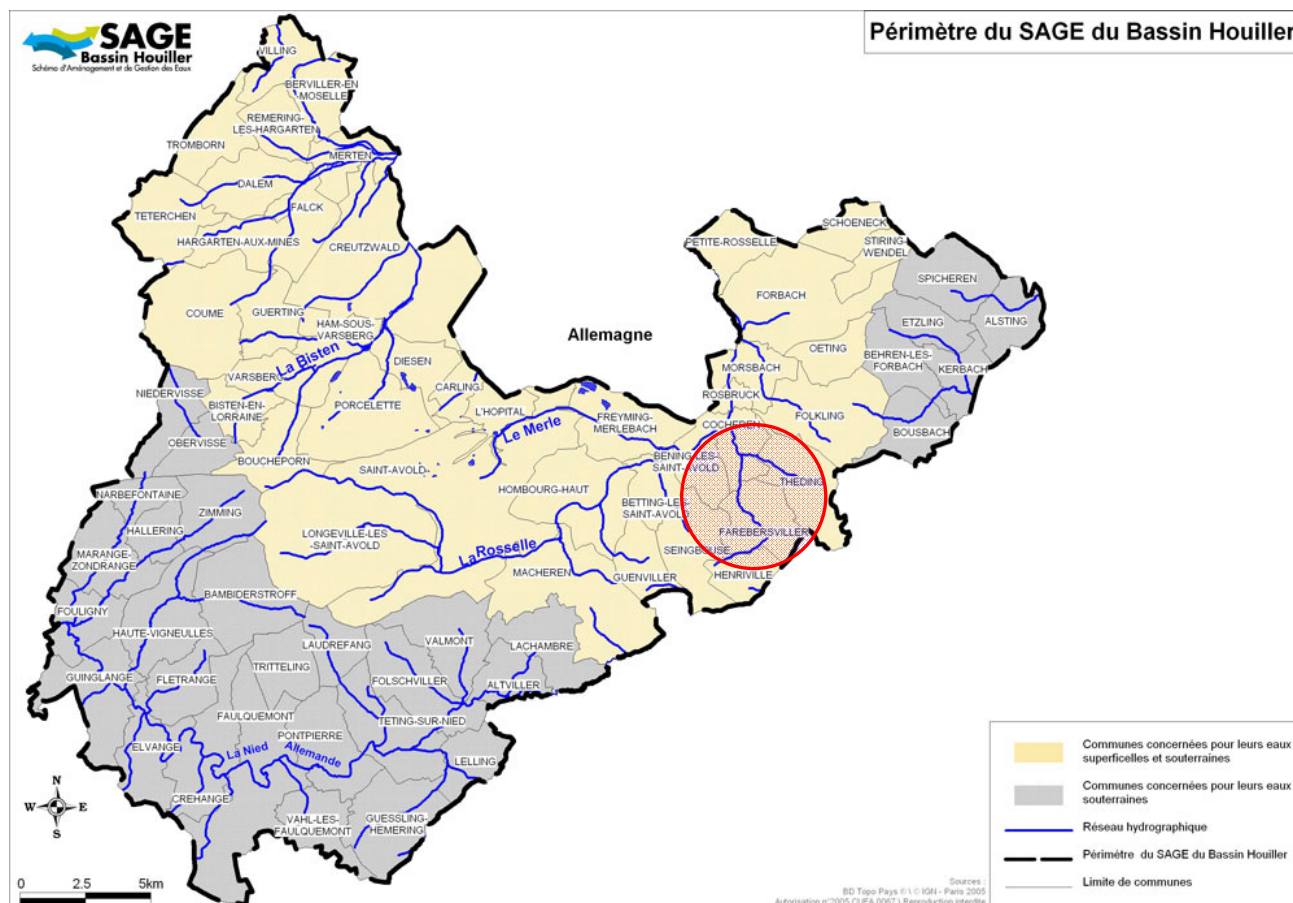 SAGE
Bassin Houiller
Schéma d'Aménagement et de Gestion des Eaux
Périmètre du SAGE du Bassin Houiller
VILLING
BERVILLER-EN
-MOSELLE
REMERING-
LES-HARGARTEN
TROMBORN
MERTEN
DALEM
TETERCHEN
FALCK
HARGARTEN-AUX-MINES
CREUTZWALD
COUME
GUERTING
HAM-SOUS-
VARSBERG
La Bisten
DIESEN
VARSBERG
CARLING
NIEDERVISSE
BISTEN-EN-
LORRAINE
PORCELETTE
L'HOPITAL
OBERVISSE
BOUCHEPORN
Allemagne
PETITE-ROSSELLE
SCHOENECK
STIRING-
WENDEL
SPICHEREN
FORBACH
ALSTING
ETZLING
OETING
BEHREN-LES-
FORBACH
KERBACH
MORSBACH
ROSBRUCK
FOLKLING
BOUSBACH
COCHEREN
Le Merle
FREYMING-
MERLEBACH
BENING-LES-
SAINT-AVOLD
THEDING
SAINT-AVOLD
HOMBOURG-HAUT
BETTING-LES-
SAINT-AVOLD
FAREBERSVILLER
SEINGBOUSE
HENRIVILLE
GUENVILLER
MACHEREN
La Rosselle
LONGEVILLE-LES
-SAINT-AVOLD
NARBEFONTAINE
ZIMMING
HALLERING
MARANGE-
ZONDRANGE
BAMBIDERSTROFF
FOULIGNY
HAUTE-VIGNEULLES
LAUDREFANG
VALMONT
LACHAMBRE
TRITTELING
GUINGLANGE
FLETRANGE
FOLSCHVILLER
ALTVILLER
FAULQUEMONT
TETING-SUR-NIED
PONTPIERRE
ELVANGE
La Nied Allemande
LELLING
CREHANGE
VAHL-LES-
FAULQUEMONT
GUESSLING-
HEMERING
N
W E
S
0 2.5 5km
Communes concernées pour leurs eaux
superficelles et souterraines
Communes concernées pour leurs eaux
souterraines
Réseau hydrographique
Périmètre du SAGE du Bassin Houiller
Limite de communes
Sources :
BD Topo Pays © \ © IGN - Paris 2005
Autorisation n°2005 CUEA 0067 \ Reproduction interdite